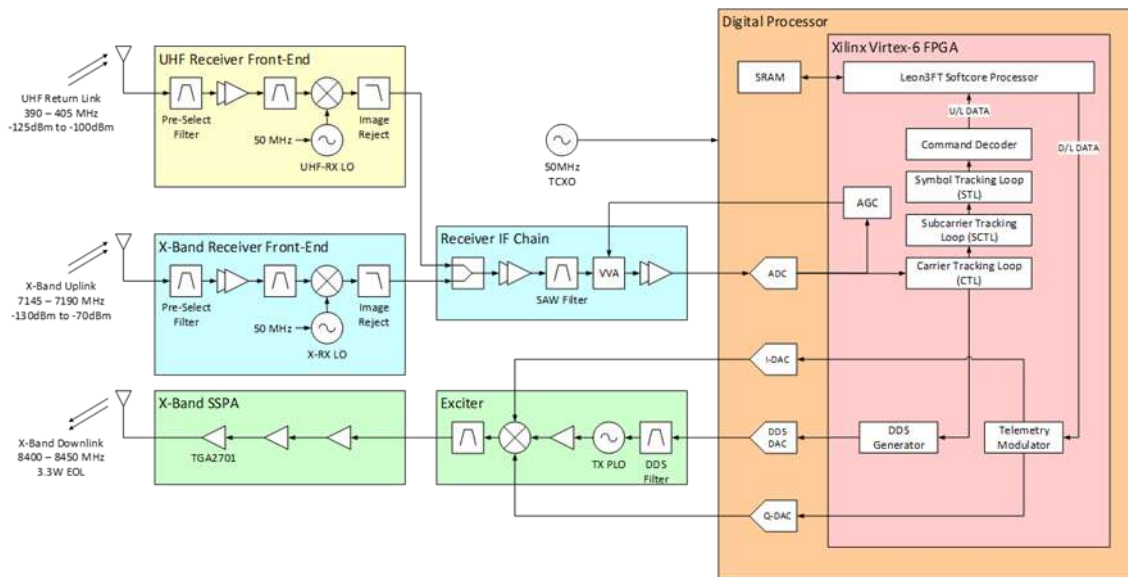 Digital Processor
Xilinx Virtex-6 FPGA
UHF Receiver Front-End
UHF Return Link
390 – 405 MHz
-125dBm to -100dBm
Pre-Select
Filter
50 MHz
UHF-RX LO
Image
Reject
50MHz
TCXO
SRAM
Leon3FT Softcore Processor
U/L DATA
D/L DATA
Command Decoder
Symbol Tracking Loop
(STL)
AGC
Subcarrier Tracking
Loop (SCTL)
Carrier Tracking Loop
(CTL)
X-Band Receiver Front-End
X-Band Uplink
7145 – 7190 MHz
-130dBm to -70dBm
Pre-Select
Filter
50 MHz
X-RX LO
Image
Reject
Receiver IF Chain
SAW Filter
VVA
ADC
I-DAC
X-Band SSPA
X-Band Downlink
8400 – 8450 MHz
3.3W EOL
TGA2701
Exciter
TX PLO
DDS
Filter
DDS
DAC
DDS
Generator
Telemetry
Modulator
Q-DAC